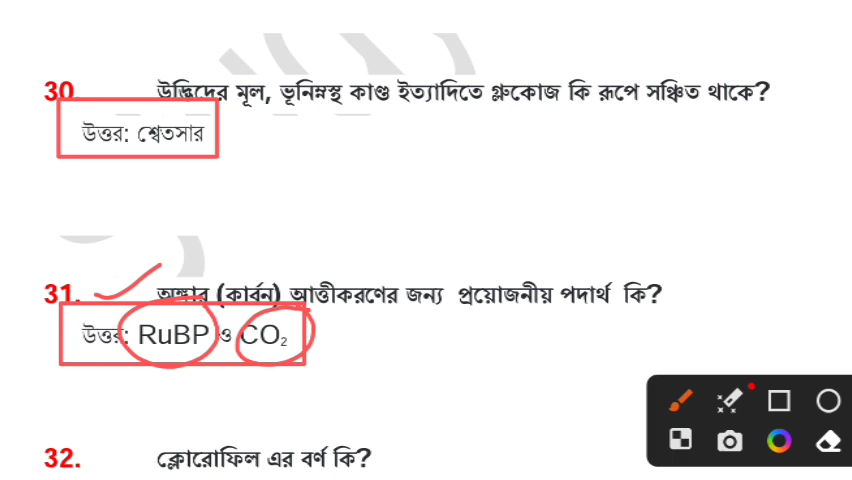 30. উদ্ভিদের মূল, ভূনিম্নস্থ কাণ্ড ইত্যাদিতে গ্লুকোজ কি রূপে সঞ্চিত থাকে?
উত্তর: শ্বেতসার
31. অঙ্গার (কার্বন) আত্তীকরণের জন্য প্রয়োজনীয় পদার্থ কি?
উত্তর: RuBP ও CO₂
32. ক্লোরোফিল এর বর্ণ কি?